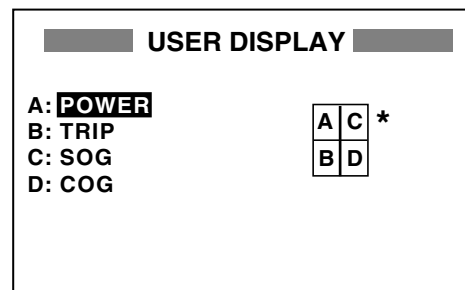 USER DISPLAY
A: POWER
B: TRIP
C: SOG
D: COG
A C *
B D